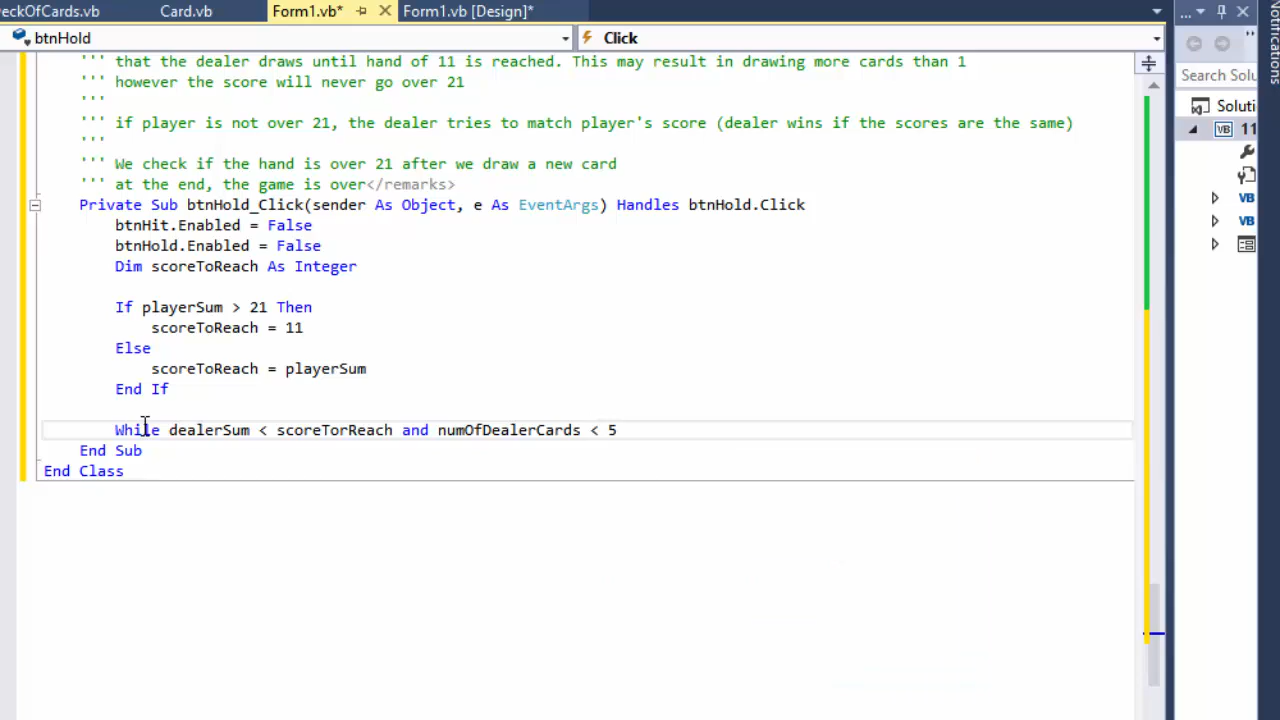 eckOfCards.vb Card.vb Form1.vb* Form1.vb [Design]*
btnHold Click
''' that the dealer draws until hand of 11 is reached. This may result in drawing more cards than 1
''' however the score will never go over 21
'''
''' if player is not over 21, the dealer tries to match player's score (dealer wins if the scores are the same)
'''
''' We check if the hand is over 21 after we draw a new card
''' at the end, the game is over</remarks>
Private Sub btnHold_Click(sender As Object, e As EventArgs) Handles btnHold.Click
btnHit.Enabled = False
btnHold.Enabled = False
Dim scoreToReach As Integer
If playerSum > 21 Then
scoreToReach = 11
Else
scoreToReach = playerSum
End If
While dealerSum < scoreTorReach and numOfDealerCards < 5
End Sub
End Class
Search Solu
Soluti
VB 11
VB
VB
Notifications